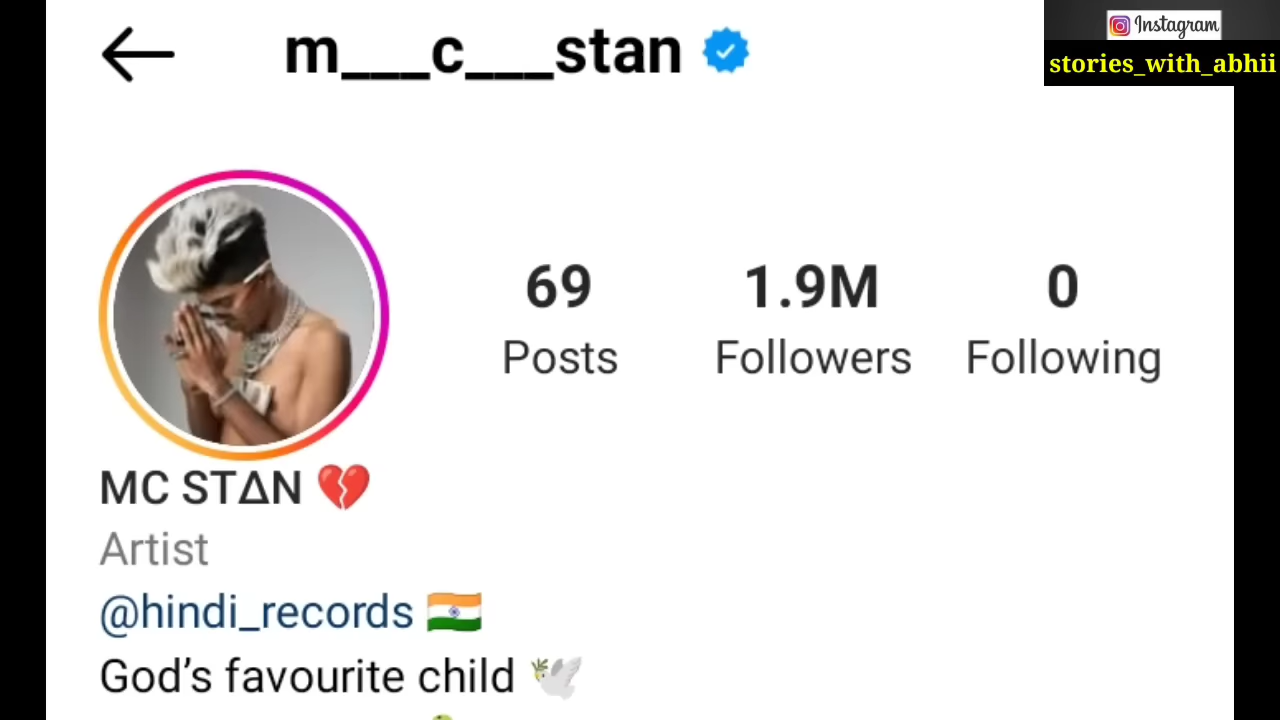 m___c___stan
Instagram
stories_with_abhii
69 1.9M 0
Posts Followers Following
MC STΔN 💔
Artist
@hindi_records 🇮🇳
God’s favourite child 🕊️